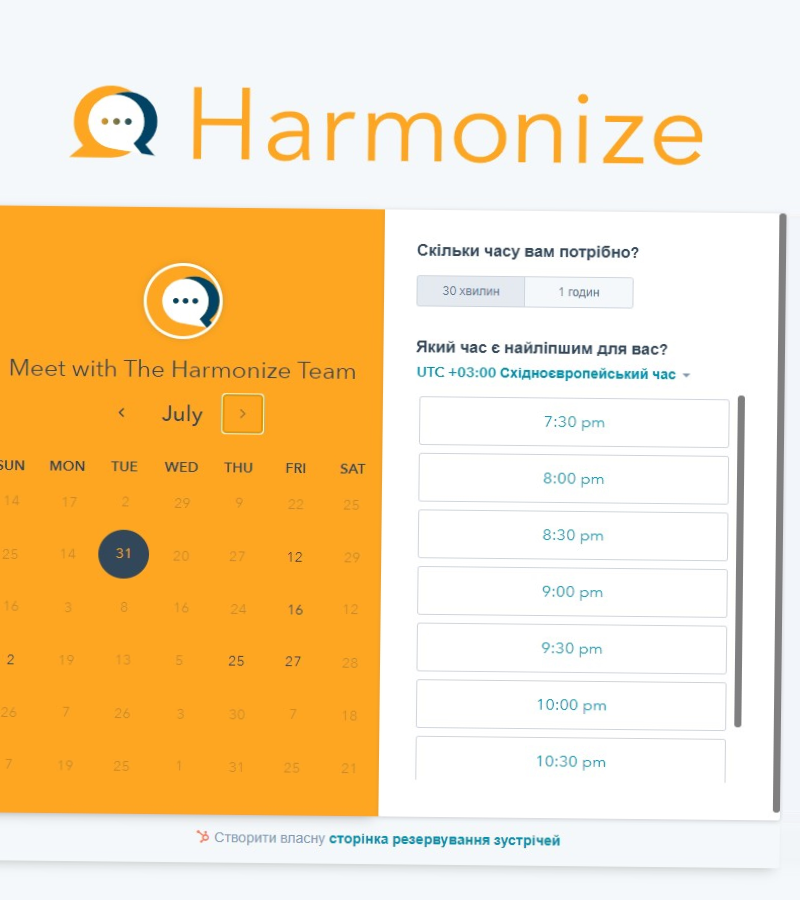 Harmonize
Meet with The Harmonize Team
July
SUN MON TUE WED THU FRI SAT
14 17 2 29 9 22 25
25 14 31 20 27 12 29
16 3 8 16 24 16 12
2 19 13 5 25 27 28
26 7 26 3 30 7 18
7 19 25 1 31 25 21
Скільки часу вам потрібно?
30 хвилин 1 годин
Який час є найліпшим для вас?
UTC +03:00 Східноєвропейський час
7:30 pm
8:00 pm
8:30 pm
9:00 pm
9:30 pm
10:00 pm
10:30 pm
Створити власну сторінка резервування зустрічей